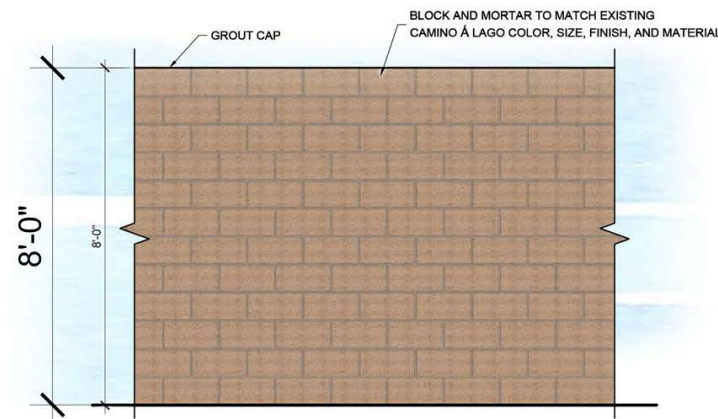 BLOCK AND MORTAR TO MATCH EXISTING
CAMINO Á LAGO COLOR, SIZE, FINISH, AND MATERIAL
GROUT CAP
8'-0"
8'-0"